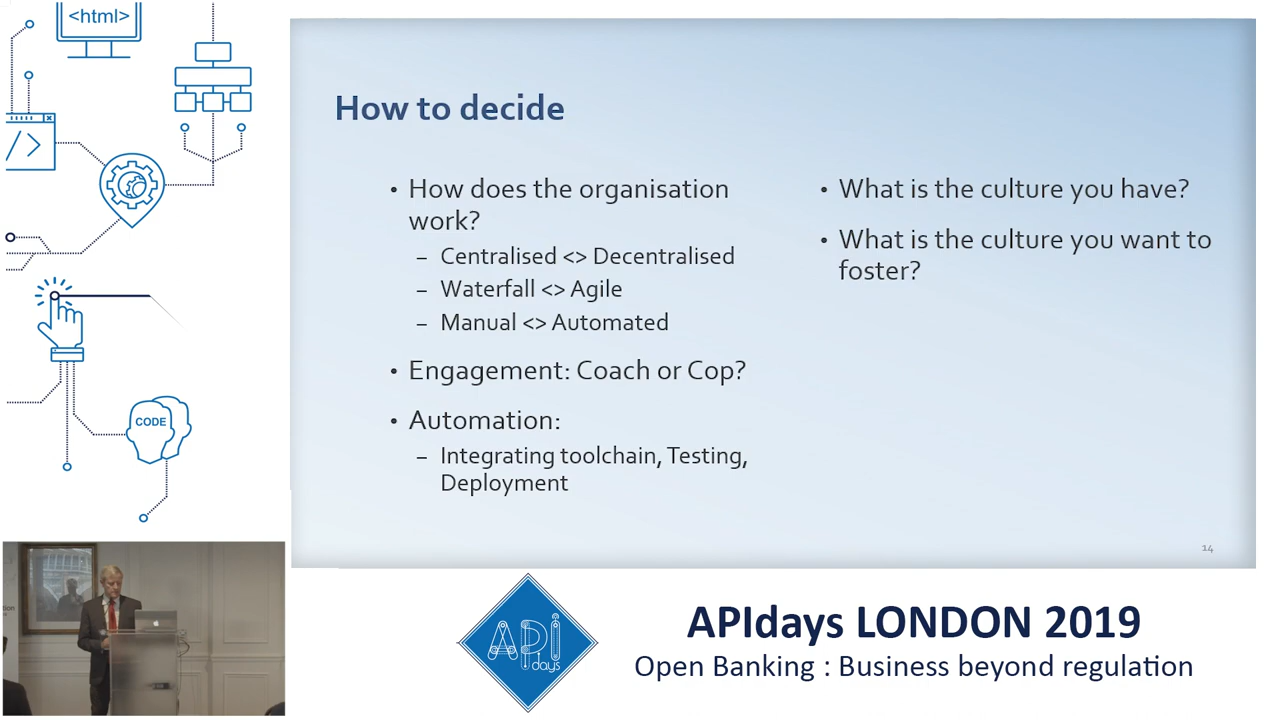 <html>
</>
CODE
How to decide
• How does the organisation
work?
– Centralised <> Decentralised
– Waterfall <> Agile
– Manual <> Automated
• Engagement: Coach or Cop?
• Automation:
– Integrating toolchain, Testing,
Deployment
• What is the culture you have?
• What is the culture you want to
foster?
14
API
days
APIdays LONDON 2019
Open Banking : Business beyond regulation